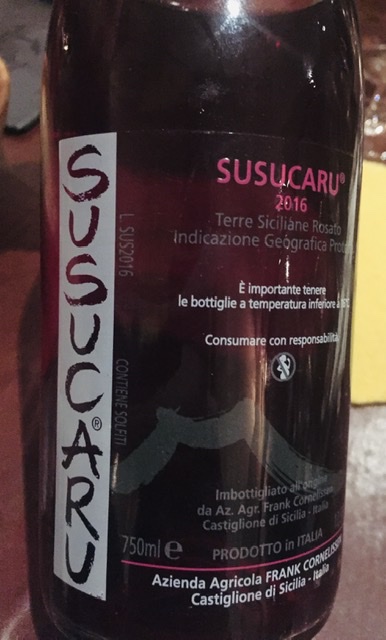 SUSUCARU®
SUSUCARU®
2016
Terre Siciliane Rosato
Indicazione Geografica
L SUS2016
È importante tenere
le bottiglie a temperatura inferiore a
Consumare con responsabilità
CONTIENE SOLFITI
Imbottigliato all'origine
da Az. Agr. Frank Cornelissen
Castiglione di Sicilia - Italia
750ml e
PRODOTTO in ITALIA
Azienda Agricola FRANK CORNELISSEN
Castiglione di Sicilia - Italia